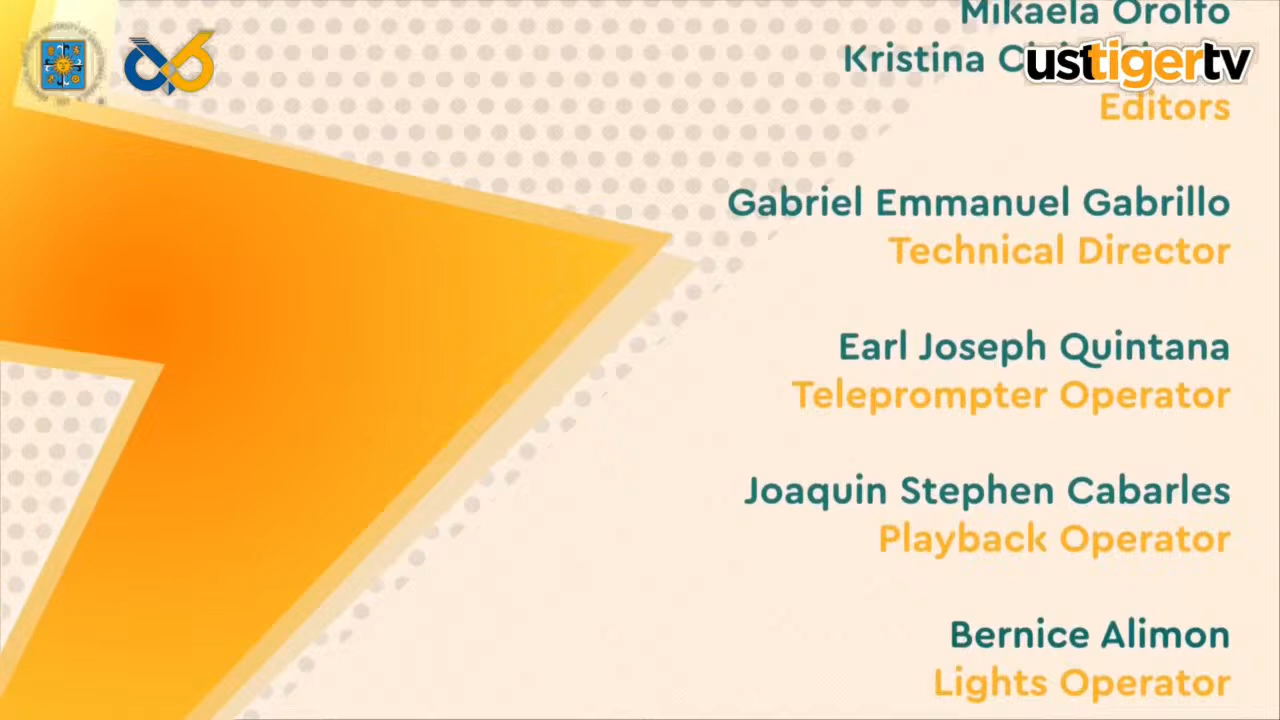 Mikaela Orolfo
Kristina
usttigertv
Editors
Gabriel Emmanuel Gabrillo
Technical Director
Earl Joseph Quintana
Teleprompter Operator
Joaquin Stephen Cabarles
Playback Operator
Bernice Alimon
Lights Operator